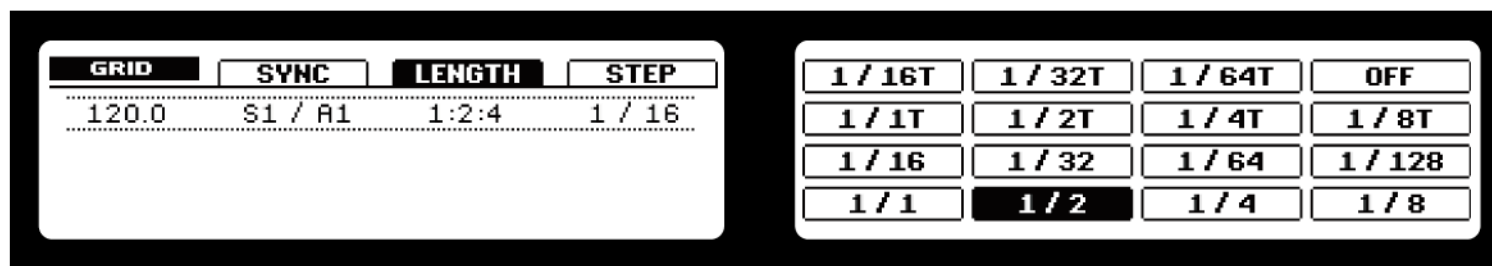 GRID SYNC LENGTH STEP
120.0 S1 / A1 1:2:4 1 / 16
1 / 16T 1 / 32T 1 / 64T OFF
1 / 1T 1 / 2T 1 / 4T 1 / 8T
1 / 16 1 / 32 1 / 64 1 / 128
1 / 1 1 / 2 1 / 4 1 / 8